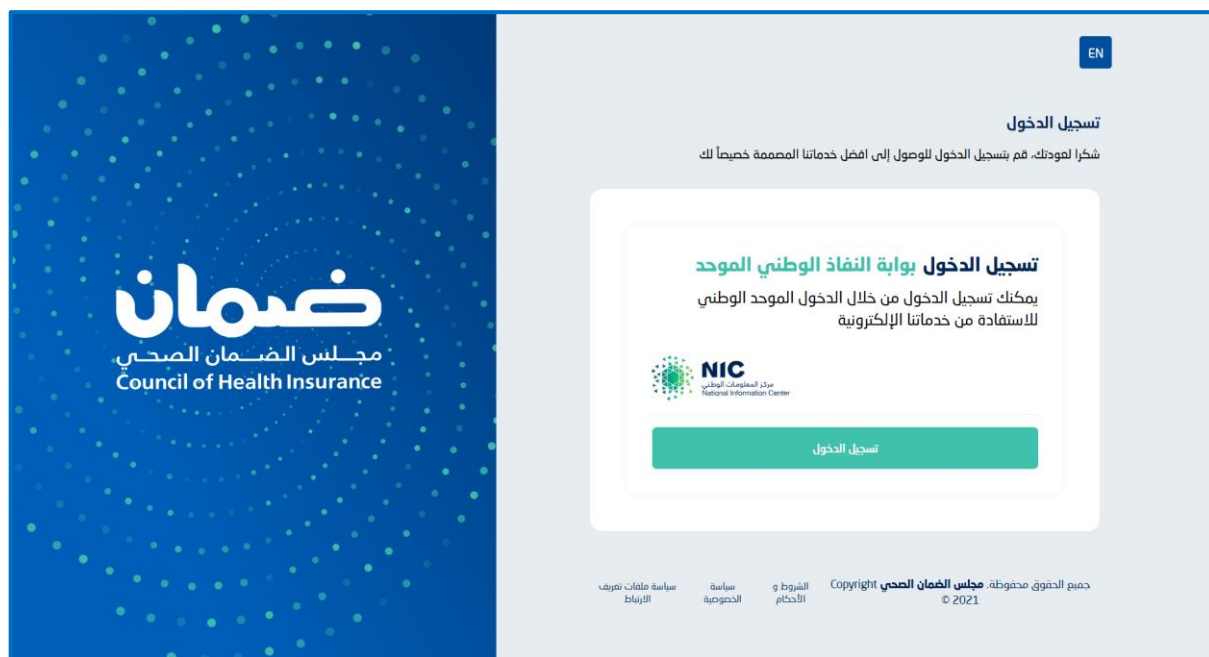 EN
تسجيل الدخول
شكرا لعودتك، قم بتسجيل الدخول للوصول إلى افضل خدماتنا المصممة خصيصاً لك
تسجيل الدخول بوابة النفاذ الوطني الموحد
يمكنك تسجيل الدخول من خلال الدخول الموحد الوطني
للاستفادة من خدماتنا الإلكترونية
NIC
مركز المعلومات الوطني
National Information Center
تسجيل الدخول
جميع الحقوق محفوظة. مجلس الضمان الصحي Copyright
© 2021
الشروط و
الأحكام
سياسة
الخصوصية
سياسة ملفات تعريف
الارتباط
ضمان
مجلس الضمان الصحي
Council of Health Insurance